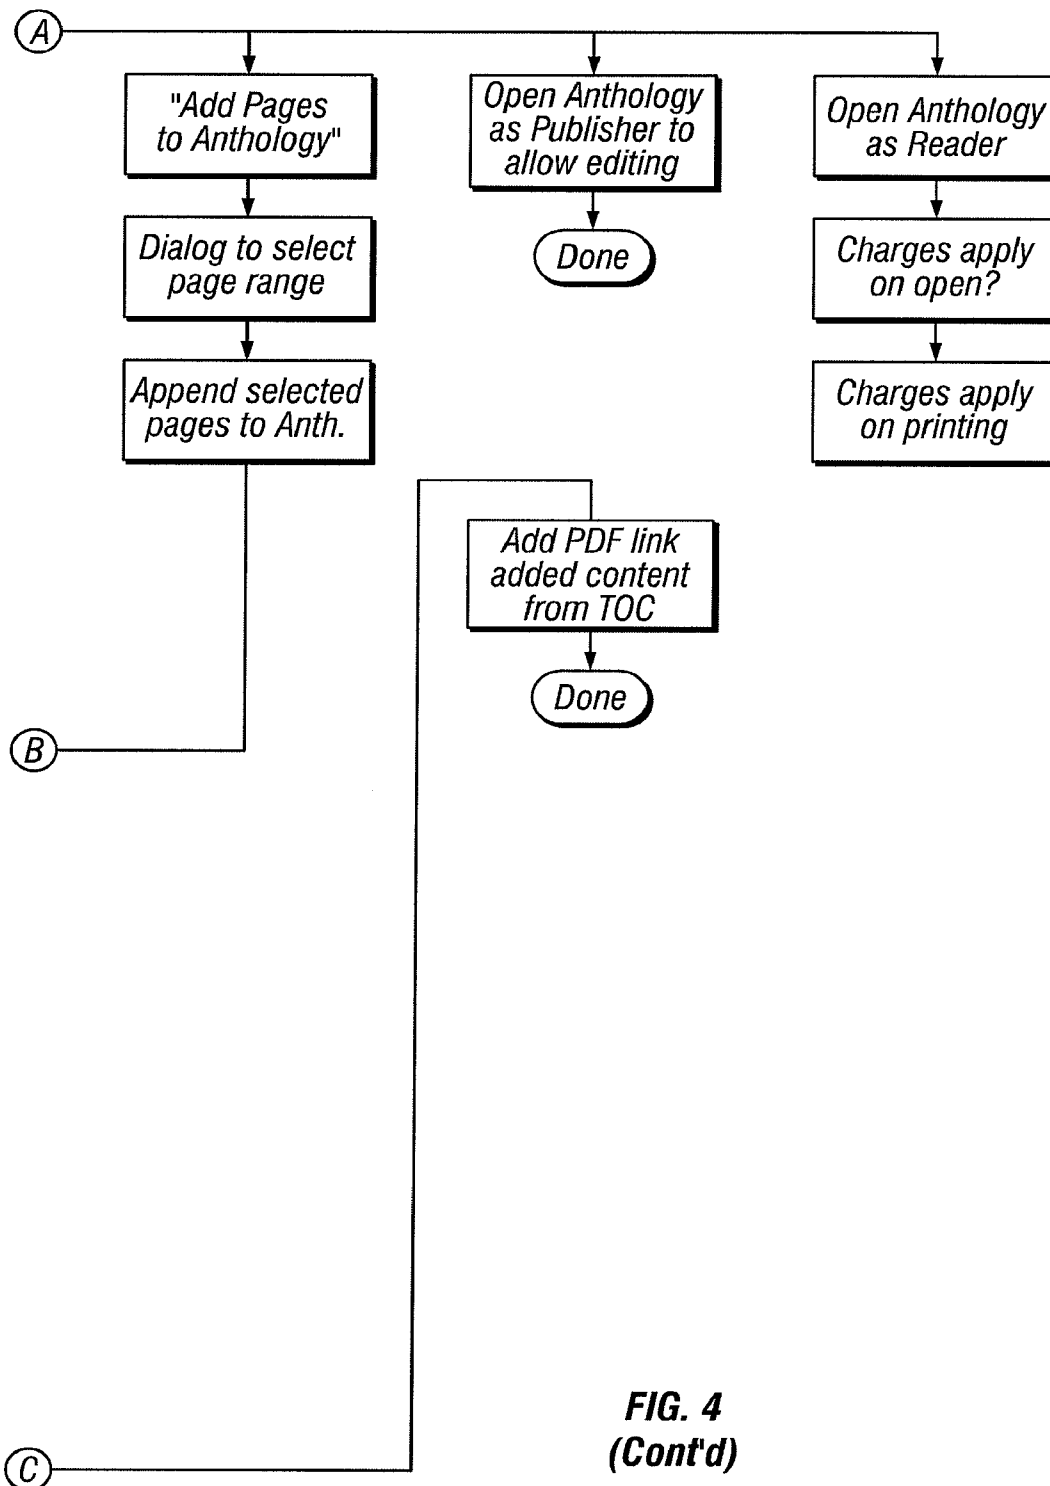 A
"Add Pages
to Anthology"
Open Anthology
as Publisher to
allow editing
Open Anthology
as Reader
Dialog to select
page range
Done
Charges apply
on open?
Append selected
pages to Anth.
Charges apply
on printing
Add PDF link
added content
from TOC
Done
B
C
FIG. 4
(Cont'd)